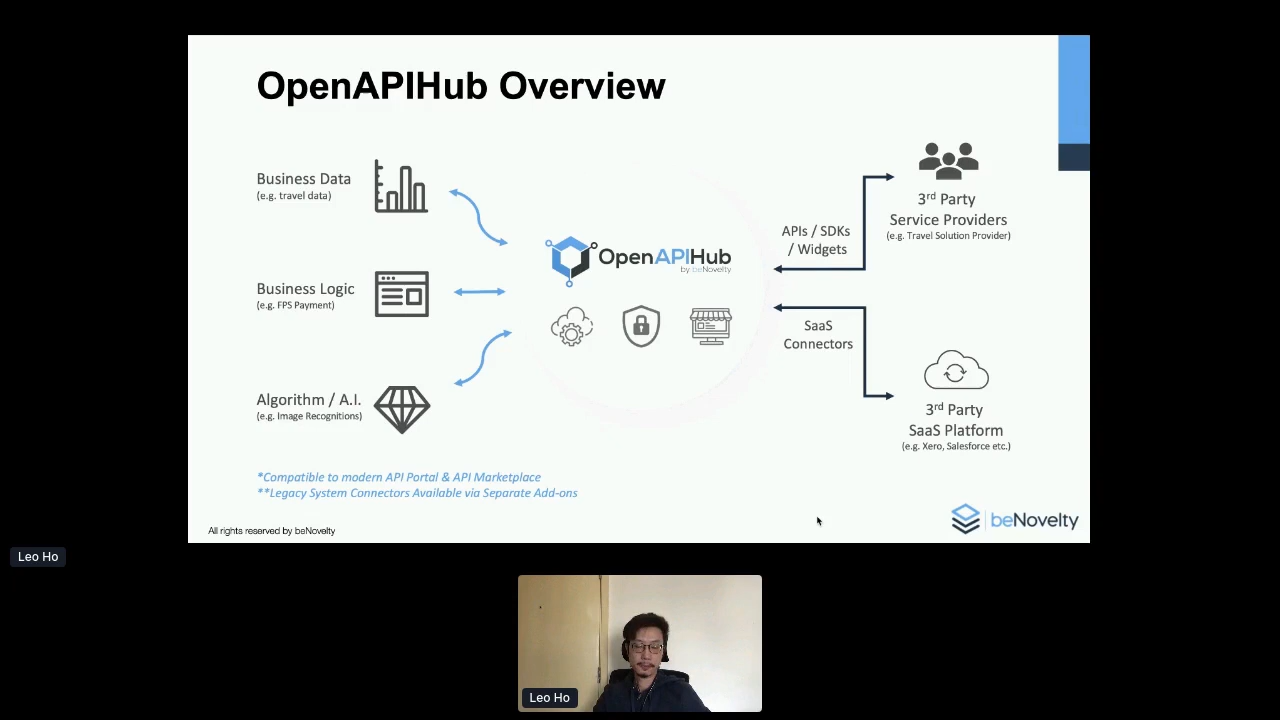 OpenAPIHub Overview
Business Data
(e.g. travel data)
Business Logic
(e.g. FPS Payment)
Algorithm / A.I.
(e.g. Image Recognitions)
OpenAPIHub
by beNovelty
APIs / SDKs
/ Widgets
SaaS
Connectors
3rd Party
Service Providers
(e.g. Travel Solution Provider)
3rd Party
SaaS Platform
(e.g. Xero, Salesforce etc.)
*Compatible to modern API Portal & API Marketplace
**Legacy System Connectors Available via Separate Add-ons
All rights reserved by beNovelty
beNovelty
Leo Ho
Leo Ho